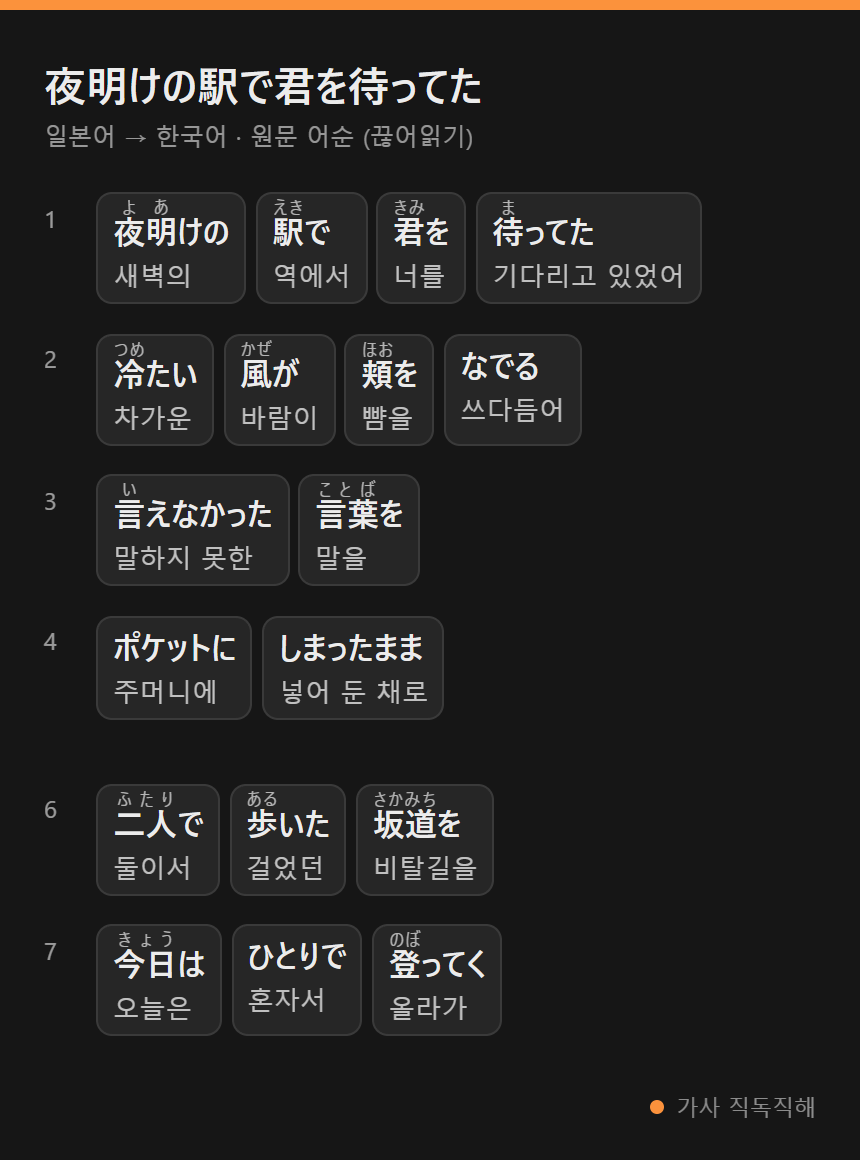 夜明けの駅で君を待ってた
일본어 → 한국어 · 원문 어순 (끊어읽기)
1
よ あ えき きみ ま
夜明けの 駅で 君を 待ってた
새벽의 역에서 너를 기다리고 있었어
2
つめ かぜ ほお
冷たい 風が 頬を なでる
차가운 바람이 뺨을 쓰다듬어
3
い ことば
言えなかった 言葉を
말하지 못한 말을
4
ポケットに しまったまま
주머니에 넣어 둔 채로
6
ふたり ある さかみち
二人で 歩いた 坂道を
둘이서 걸었던 비탈길을
7
きょう のぼ
今日は ひとりで 登ってく
오늘은 혼자서 올라가
가사 직독직해